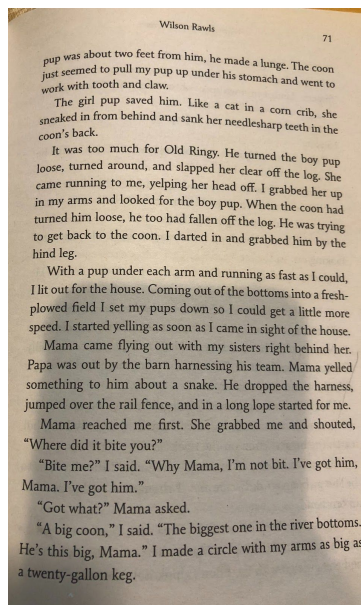 Wilson Rawls
71
pup was about two feet from him, he made a lunge. The coon
just seemed to pull my pup up under his stomach and went to
work with tooth and claw.
The girl pup saved him. Like a cat in a corn crib, she
sneaked in from behind and sank her needlesharp teeth in the
coon's back.
It was too much for Old Ringy. He turned the boy pup
loose, turned around, and slapped her clear off the log. She
came running to me, yelping her head off. I grabbed her up
in my arms and looked for the boy pup. When the coon had
turned him loose, he too had fallen off the log. He was trying
to get back to the coon. I darted in and grabbed him by the
hind leg.
With a pup under each arm and running as fast as I could,
I lit out for the house. Coming out of the bottoms into a fresh-
plowed field I set my pups down so I could get a little more
speed. I started yelling as soon as I came in sight of the house.
Mama came flying out with my sisters right behind her.
Papa was out by the barn harnessing his team. Mama yelled
something to him about a snake. He dropped the harness,
jumped over the rail fence, and in a long lope started for me.
Mama reached me first. She grabbed me and shouted,
"Where did it bite you?"
"Bite me?" I said. "Why Mama, I'm not bit. I've got him,
Mama. I've got him."
"Got what?" Mama asked.
"A big coon," I said. "The biggest one in the river bottoms.
He's this big, Mama." I made a circle with my arms as big as
a twenty-gallon keg.